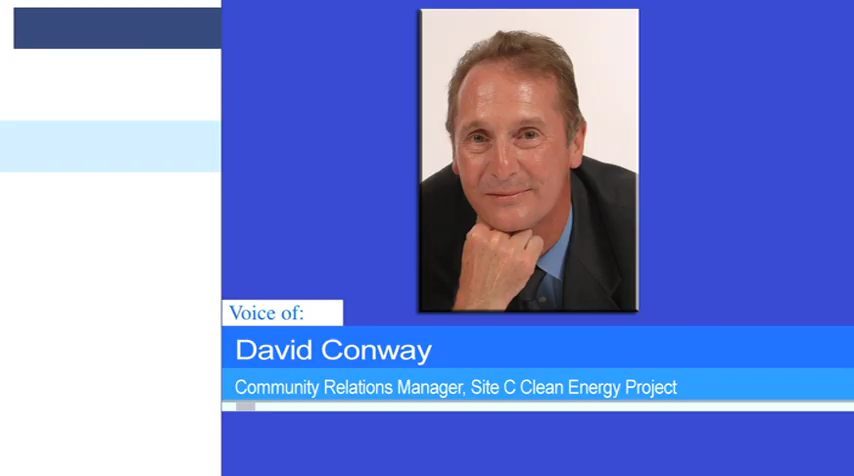 Voice of:
David Conway
Community Relations Manager, Site C Clean Energy Project